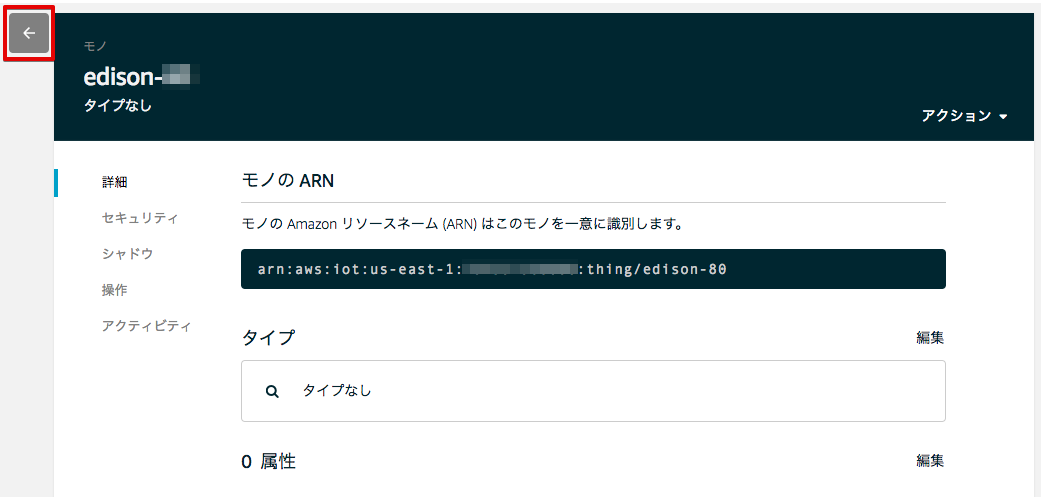 モノ
edison-
タイプなし
アクション
詳細
セキュリティ
シャドウ
操作
アクティビティ
モノの ARN
モノの Amazon リソースネーム (ARN) はこのモノを一意に識別します。
arn:aws:iot:us-east-1: :thing/edison-80
タイプ 編集
タイプなし
0 属性 編集